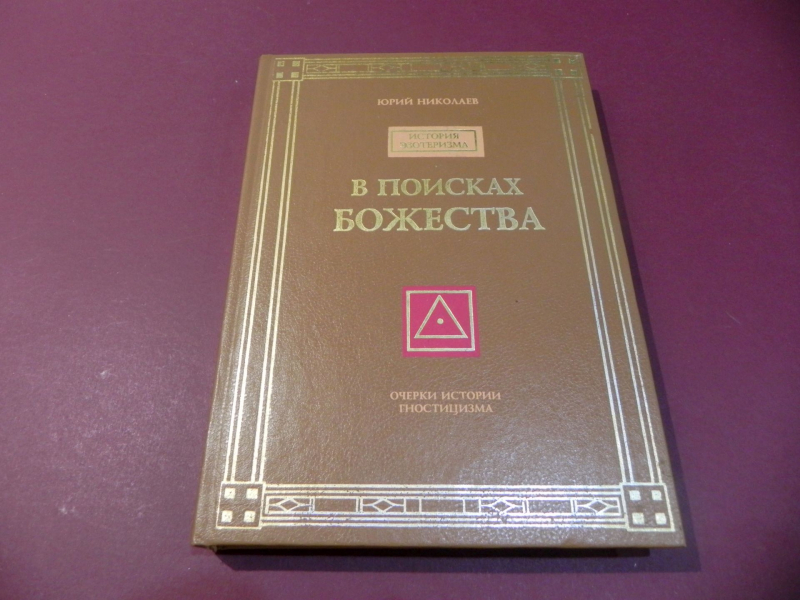 ЮРИЙ НИКОЛАЕВ
ИСТОРИЯ
ЭЗОТЕРИЗМА
В ПОИСКАХ
БОЖЕСТВА
ОЧЕРКИ ИСТОРИИ
ГНОСТИЦИЗМА